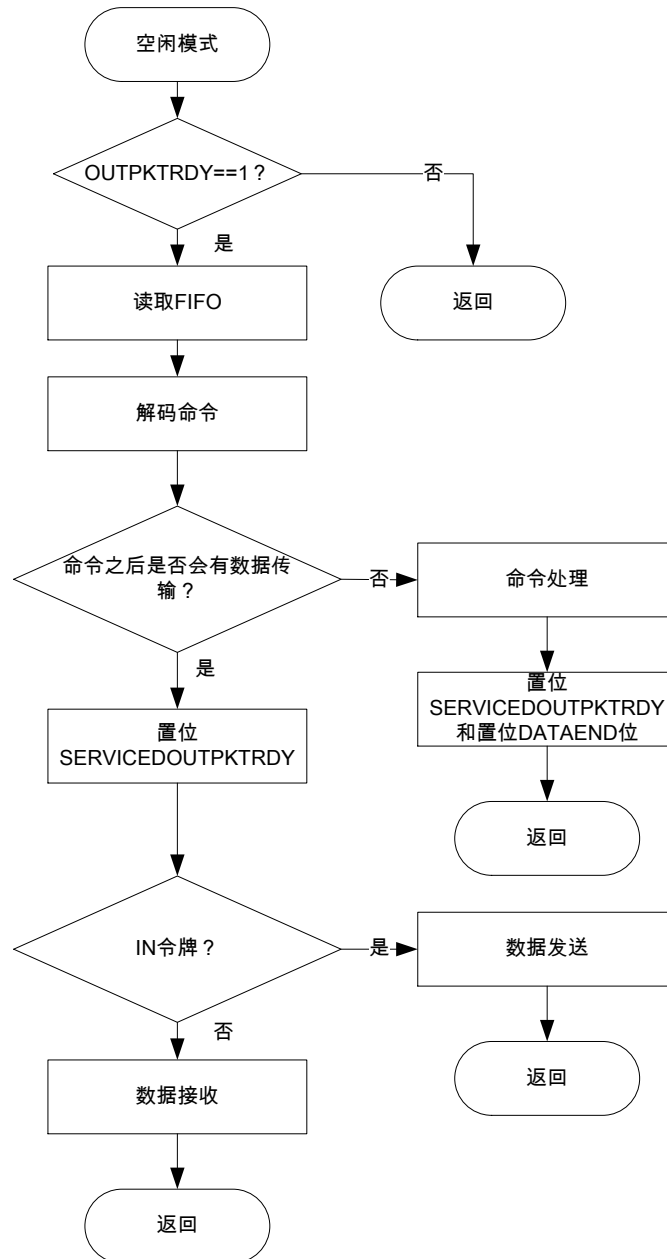 空闲模式
OUTPKTRDY==1？
否
是
读取FIFO
返回
解码命令
命令之后是否会有数据传
输？
否
命令处理
是
置位
SERVICEDOUTPKTRDY
置位
SERVICEDOUTPKTRDY
和置位DATAEND位
返回
IN令牌？
是
数据发送
否
数据接收
返回
返回